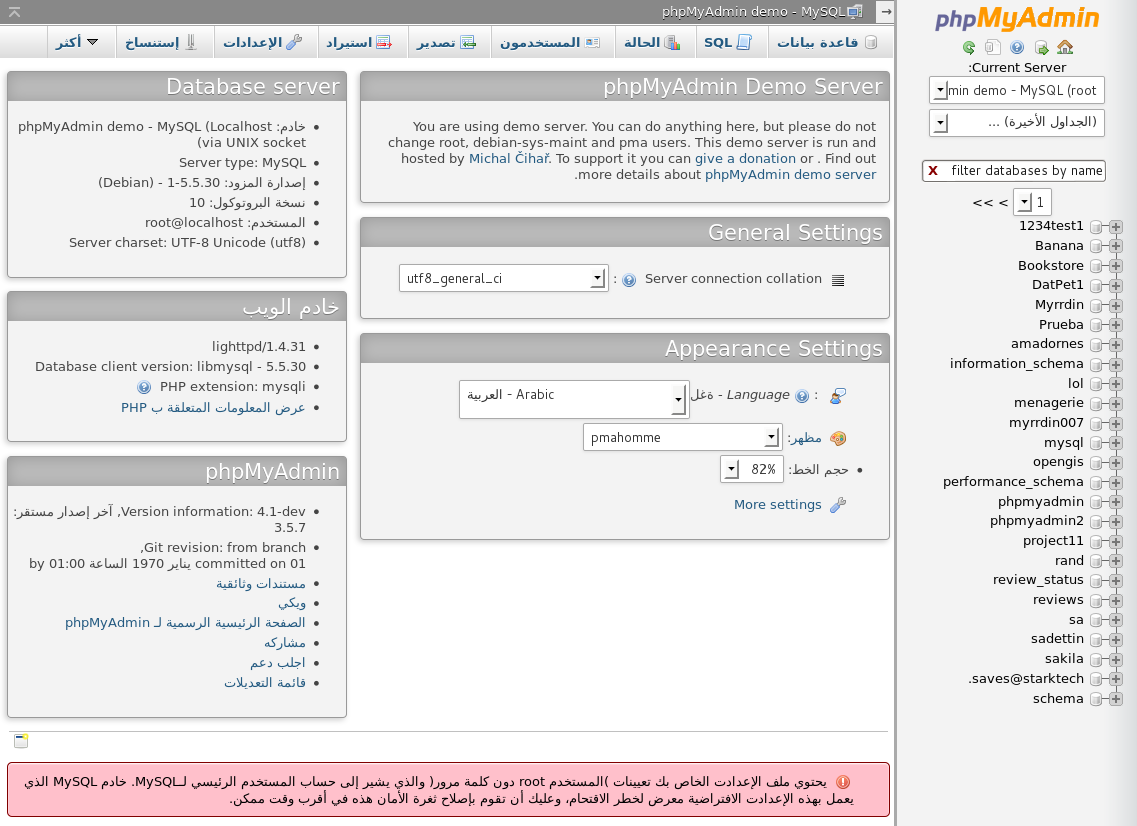 phpMyAdmin demo - MySQL
phpMyAdmin
Current Server:
min demo - MySQL (root
(الجداول الأخيرة) ...
filter databases by name X
1 > >>
1234test1
Banana
Bookstore
DatPet1
Myrrdin
Prueba
amadornes
information_schema
lol
menagerie
myrrdin007
mysql
opengis
performance_schema
phpmyadmin
phpmyadmin2
project11
rand
review_status
reviews
sa
sadettin
sakila
saves@starktech.
schema
قاعدة بيانات
SQL
الحالة
المستخدمون
تصدير
استيراد
الإعدادات
إستنساخ
أكثر
phpMyAdmin Demo Server
You are using demo server. You can do anything here, but please do not
change root, debian-sys-maint and pma users. This demo server is run and
hosted by Michal Čihař. To support it you can give a donation or . Find out
more details about phpMyAdmin demo server.
General Settings
Server connection collation : utf8_general_ci
Appearance Settings
ةغل - Language : العربية - Arabic
مظهر: pmahomme
حجم الخط: 82%
More settings
Database server
خادم: phpMyAdmin demo - MySQL (Localhost
via UNIX socket)
Server type: MySQL
إصدارة المزود: 5.5.30-1 - (Debian)
نسخة البروتوكول: 10
المستخدم: root@localhost
Server charset: UTF-8 Unicode (utf8)
خادم الويب
lighttpd/1.4.31
Database client version: libmysql - 5.5.30
PHP extension: mysqli
عرض المعلومات المتعلقة ب PHP
phpMyAdmin
Version information: 4.1-dev, آخر إصدار مستقر:
3.5.7
Git revision: from branch,
committed on 01 يناير 1970 الساعة 01:00 by
مستندات وثائقية
ويكي
الصفحة الرئيسية الرسمية لـ phpMyAdmin
مشاركه
اجلب دعم
قائمة التعديلات
يحتوي ملف الإعدادت الخاص بك تعيينات )المستخدم root دون كلمة مرور( والذي يشير إلى حساب المستخدم الرئيسي لـMySQL. خادم MySQL الذي
يعمل بهذه الإعدادت الافتراضية معرض لخطر الاقتحام، وعليك أن تقوم بإصلاح ثغرة الأمان هذه في أقرب وقت ممكن.